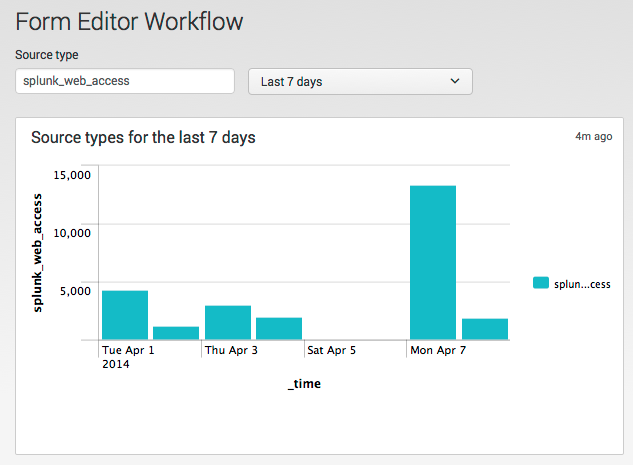 Form Editor Workflow
Source type
splunk_web_access
Last 7 days
Source types for the last 7 days
4m ago
15,000
10,000
5,000
splunk_web_access
splun...cess
Tue Apr 1
2014
Thu Apr 3
Sat Apr 5
Mon Apr 7
_time